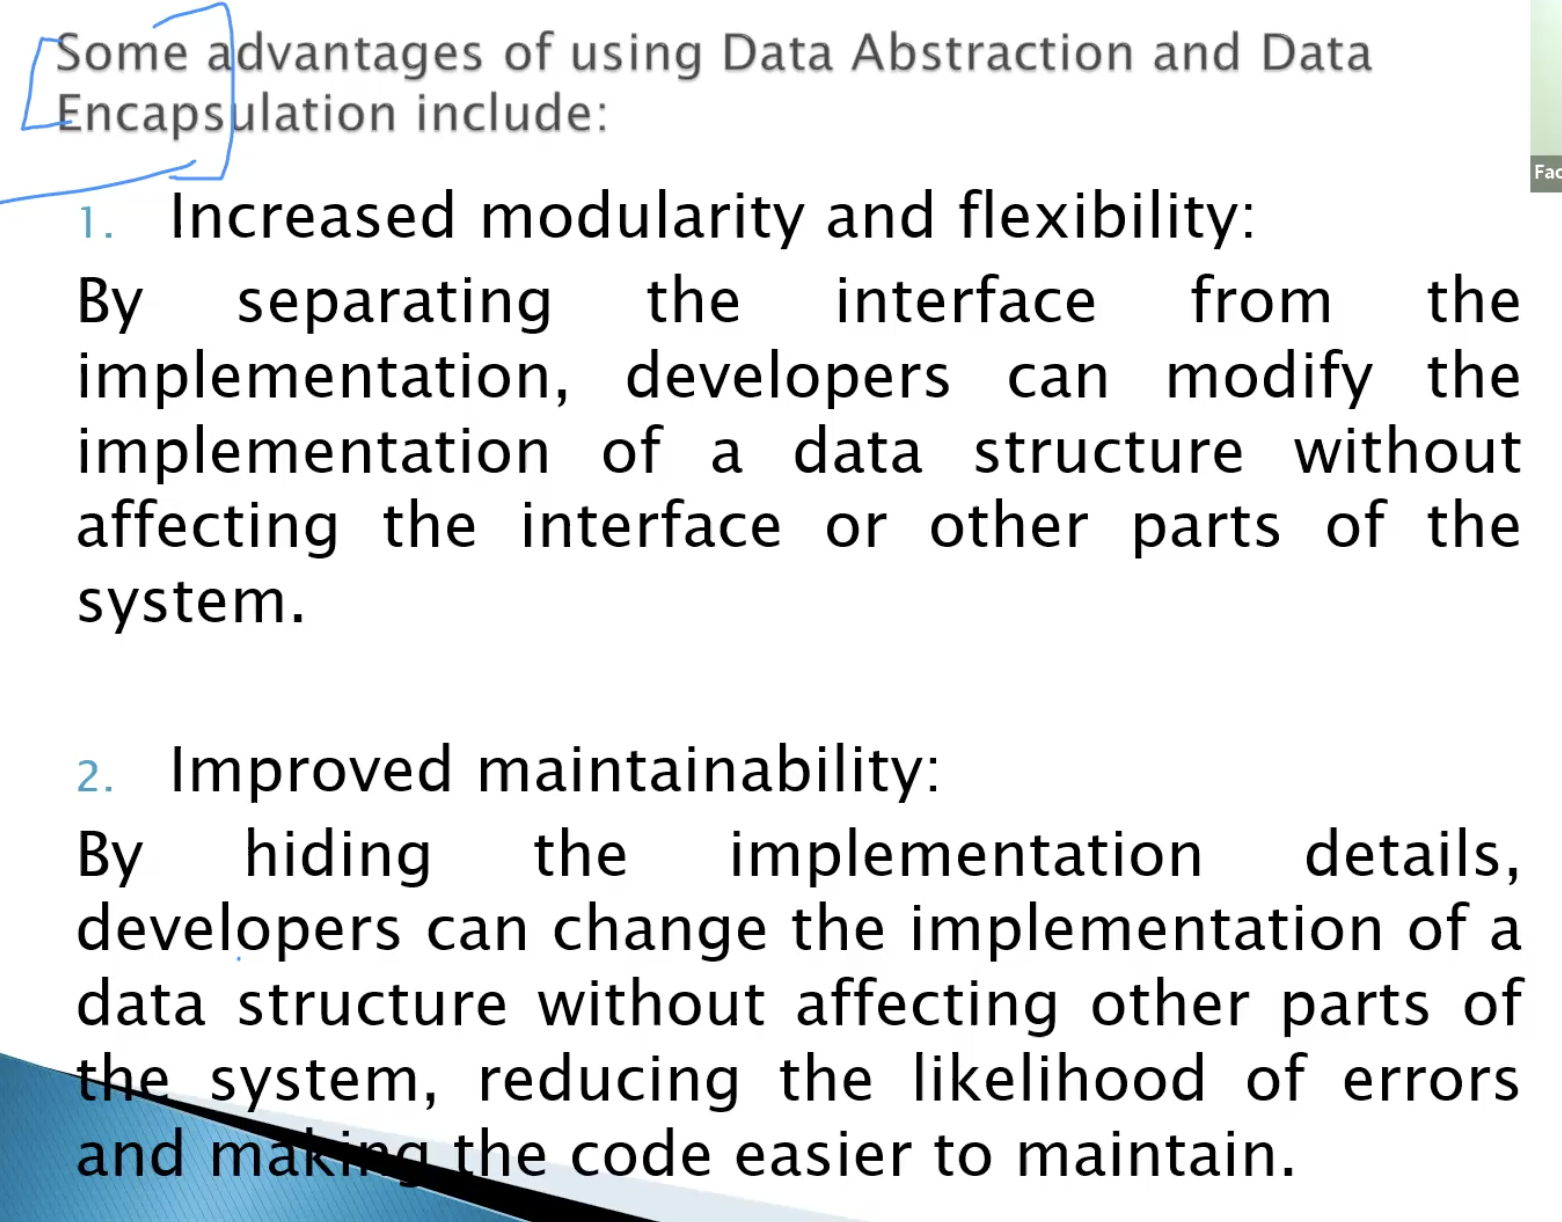 Some advantages of using Data Abstraction and Data
Encapsulation include:
1. Increased modularity and flexibility:
By separating the interface from the
implementation, developers can modify the
implementation of a data structure without
affecting the interface or other parts of the
system.
2. Improved maintainability:
By hiding the implementation details,
developers can change the implementation of a
data structure without affecting other parts of
the system, reducing the likelihood of errors
and making the code easier to maintain.